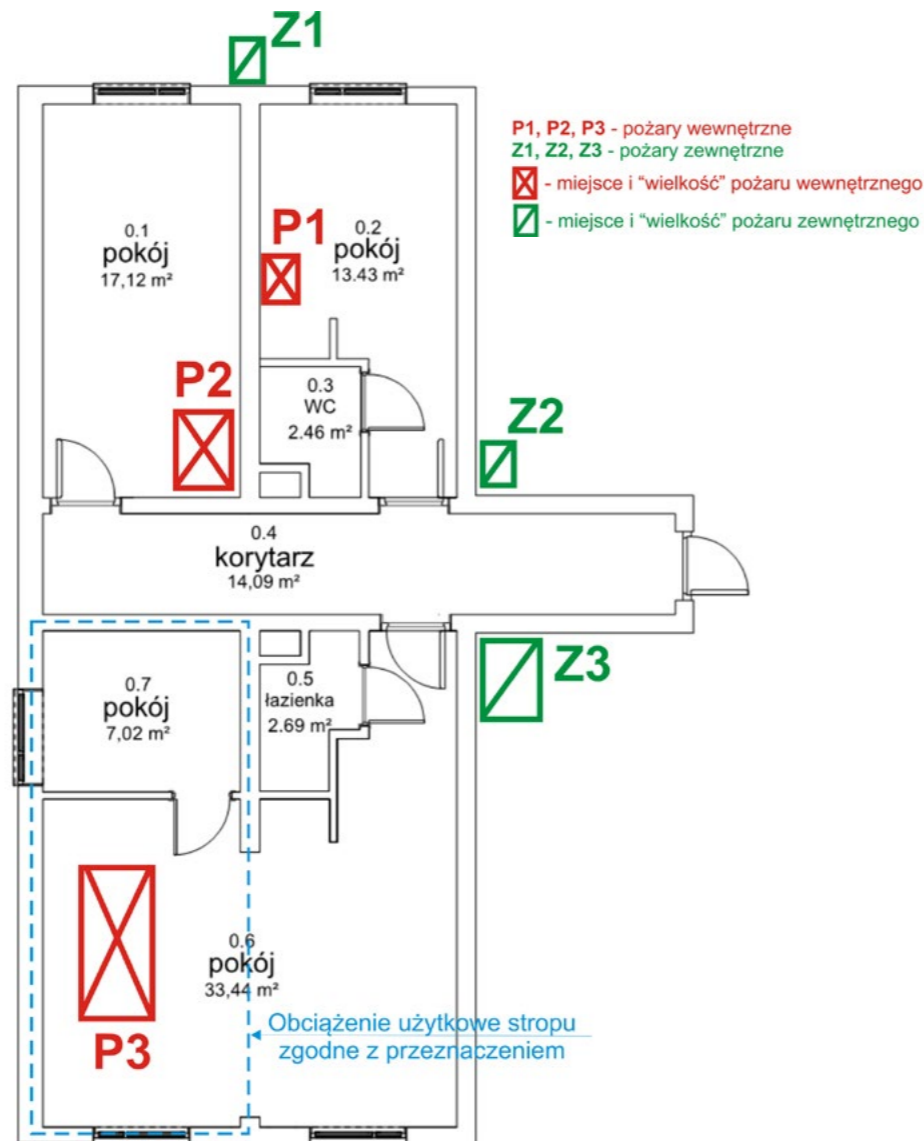 Z1
P1, P2, P3 - pożary wewnętrzne
Z1, Z2, Z3 - pożary zewnętrzne
- miejsce i “wielkość” pożaru wewnętrznego
- miejsce i “wielkość” pożaru zewnętrznego
0.1
pokój
17,12 m²
P1
0.2
pokój
13.43 m²
P2
0.3
WC
2.46 m²
Z2
0.4
korytarz
14,09 m²
0.7
pokój
7,02 m²
0.5
łazienka
2.69 m²
Z3
0.6
pokój
33,44 m²
P3
Obciążenie użytkowe stropu
zgodne z przeznaczeniem